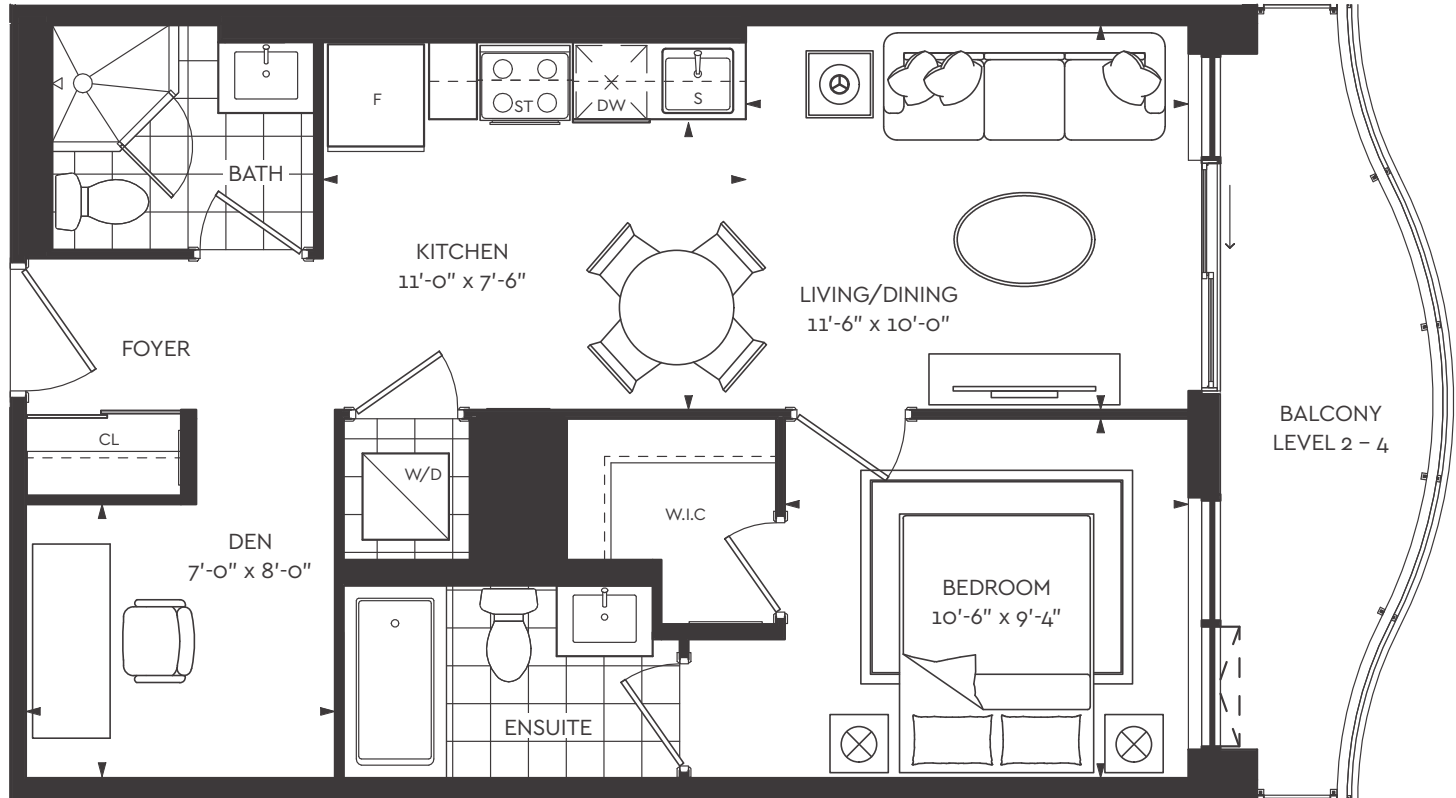 F
ST
DW
S
BATH
KITCHEN
11'-0" x 7'-6"
LIVING/DINING
11'-6" x 10'-0"
FOYER
BALCONY
LEVEL 2 – 4
CL
W/D
W.I.C
DEN
7'-0" x 8'-0"
BEDROOM
10'-6" x 9'-4"
ENSUITE